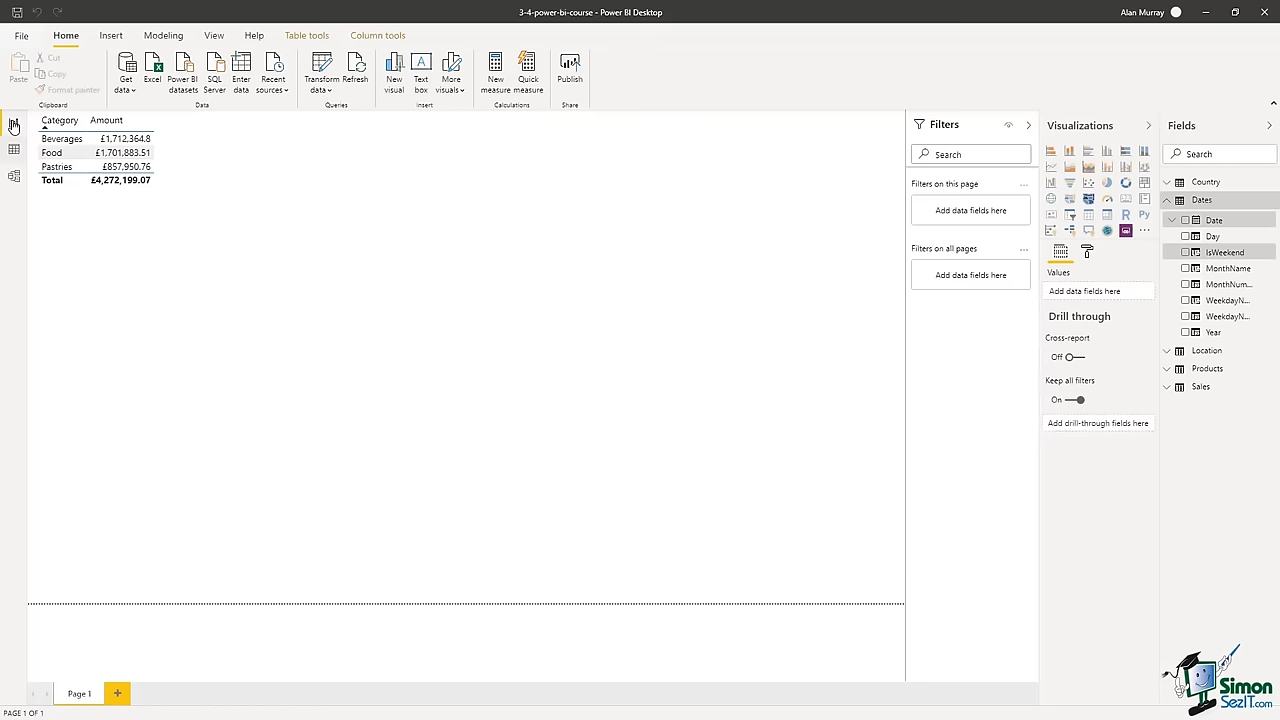 3-4-power-bi-course - Power BI Desktop
Alan Murray
File Home Insert Modeling View Help Table tools Column tools
Paste
Cut
Copy
Format painter
Clipboard
Get data
Excel
Power BI datasets
SQL Server
Enter data
Recent sources
Data
Transform data
Refresh
Queries
New visual
Text box
More visuals
Insert
New measure
Quick measure
Calculations
Publish
Share
Category Amount
Beverages £1,712,364.8
Food £1,701,883.51
Pastries £857,950.76
Total £4,272,199.07
Filters
Search
Filters on this page
Add data fields here
Filters on all pages
Add data fields here
Visualizations
R Py
Values
Add data fields here
Drill through
Cross-report
Off
Keep all filters
On
Add drill-through fields here
Fields
Search
Country
Dates
Date
Day
IsWeekend
MonthName
MonthNum...
WeekdayN...
WeekdayN...
Year
Location
Products
Sales
Page 1
PAGE 1 OF 1
Simon
SezIT.com